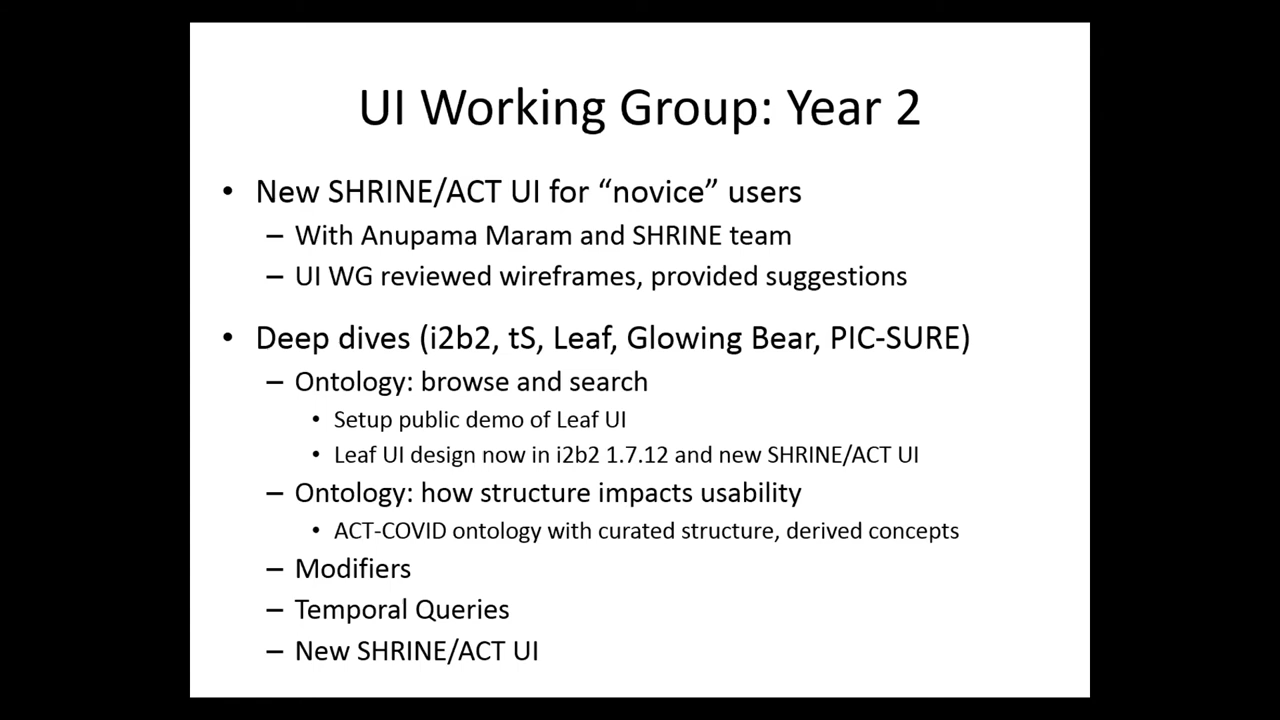 UI Working Group: Year 2
• New SHRINE/ACT UI for “novice” users
– With Anupama Maram and SHRINE team
– UI WG reviewed wireframes, provided suggestions
• Deep dives (i2b2, tS, Leaf, Glowing Bear, PIC-SURE)
– Ontology: browse and search
• Setup public demo of Leaf UI
• Leaf UI design now in i2b2 1.7.12 and new SHRINE/ACT UI
– Ontology: how structure impacts usability
• ACT-COVID ontology with curated structure, derived concepts
– Modifiers
– Temporal Queries
– New SHRINE/ACT UI